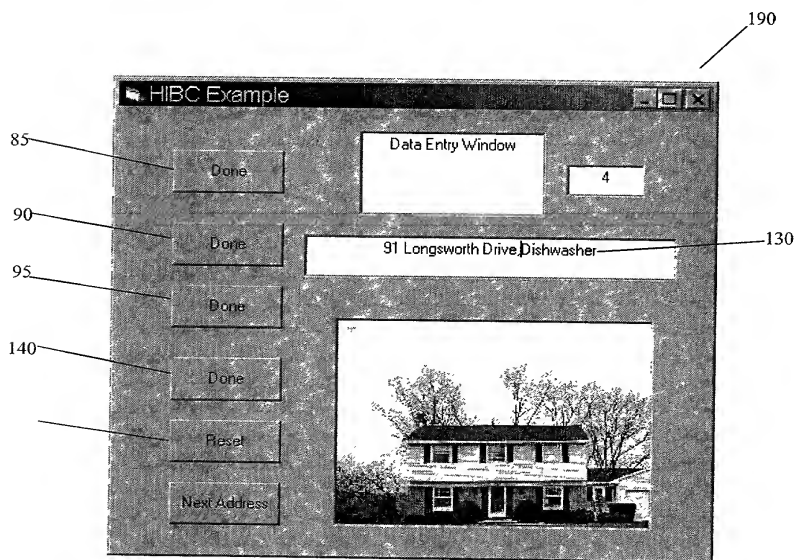 190
HIBC Example
85
Done
Data Entry Window
4
90
Done
91 Longsworth Drive,Dishwasher
130
95
Done
140
Done
Reset
Next Address